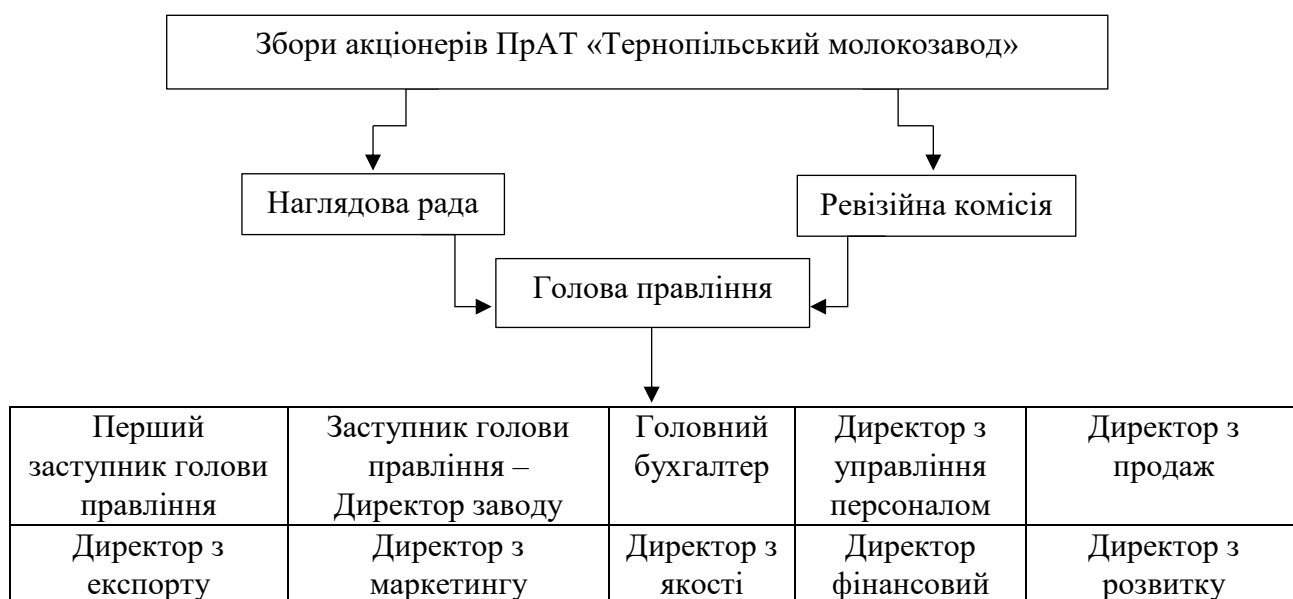 Збори акціонерів ПрАТ «Тернопільський молокозавод»
Наглядова рада
Ревізійна комісія
Голова правління
Перший
заступник голови
правління
Заступник голови
правління –
Директор заводу
Головний
бухгалтер
Директор з
управління
персоналом
Директор з
продаж
Директор з
експорту
Директор з
маркетингу
Директор з
якості
Директор
фінансовий
Директор з
розвитку